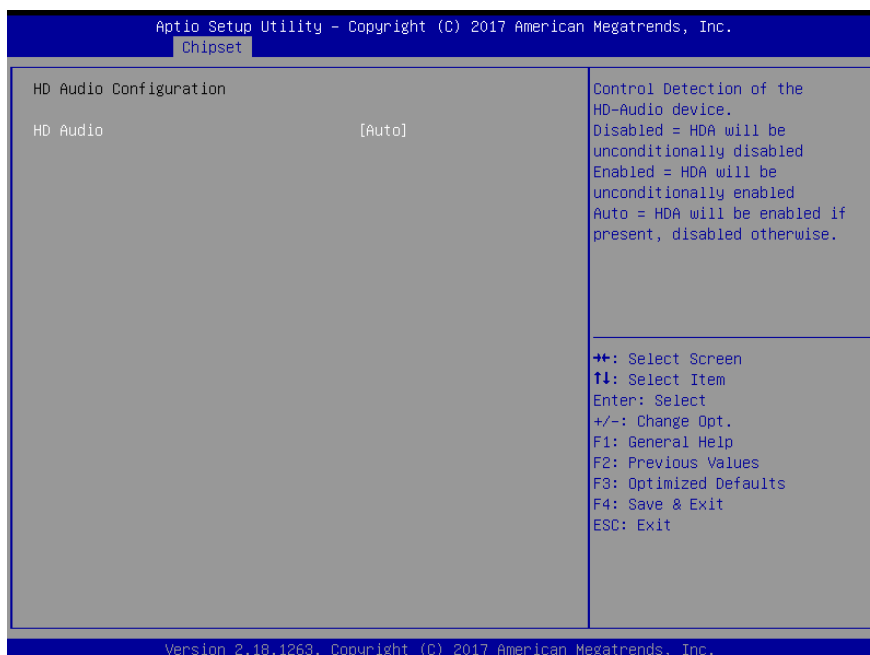 Aptio Setup Utility – Copyright (C) 2017 American Megatrends, Inc.
Chipset
HD Audio Configuration
HD Audio [Auto]
Control Detection of the
HD-Audio device.
Disabled = HDA will be
unconditionally disabled
Enabled = HDA will be
unconditionally enabled
Auto = HDA will be enabled if
present, disabled otherwise.
→←: Select Screen
↑↓: Select Item
Enter: Select
+/-: Change Opt.
F1: General Help
F2: Previous Values
F3: Optimized Defaults
F4: Save & Exit
ESC: Exit
Version 2.18.1263. Copyright (C) 2017 American Megatrends, Inc.